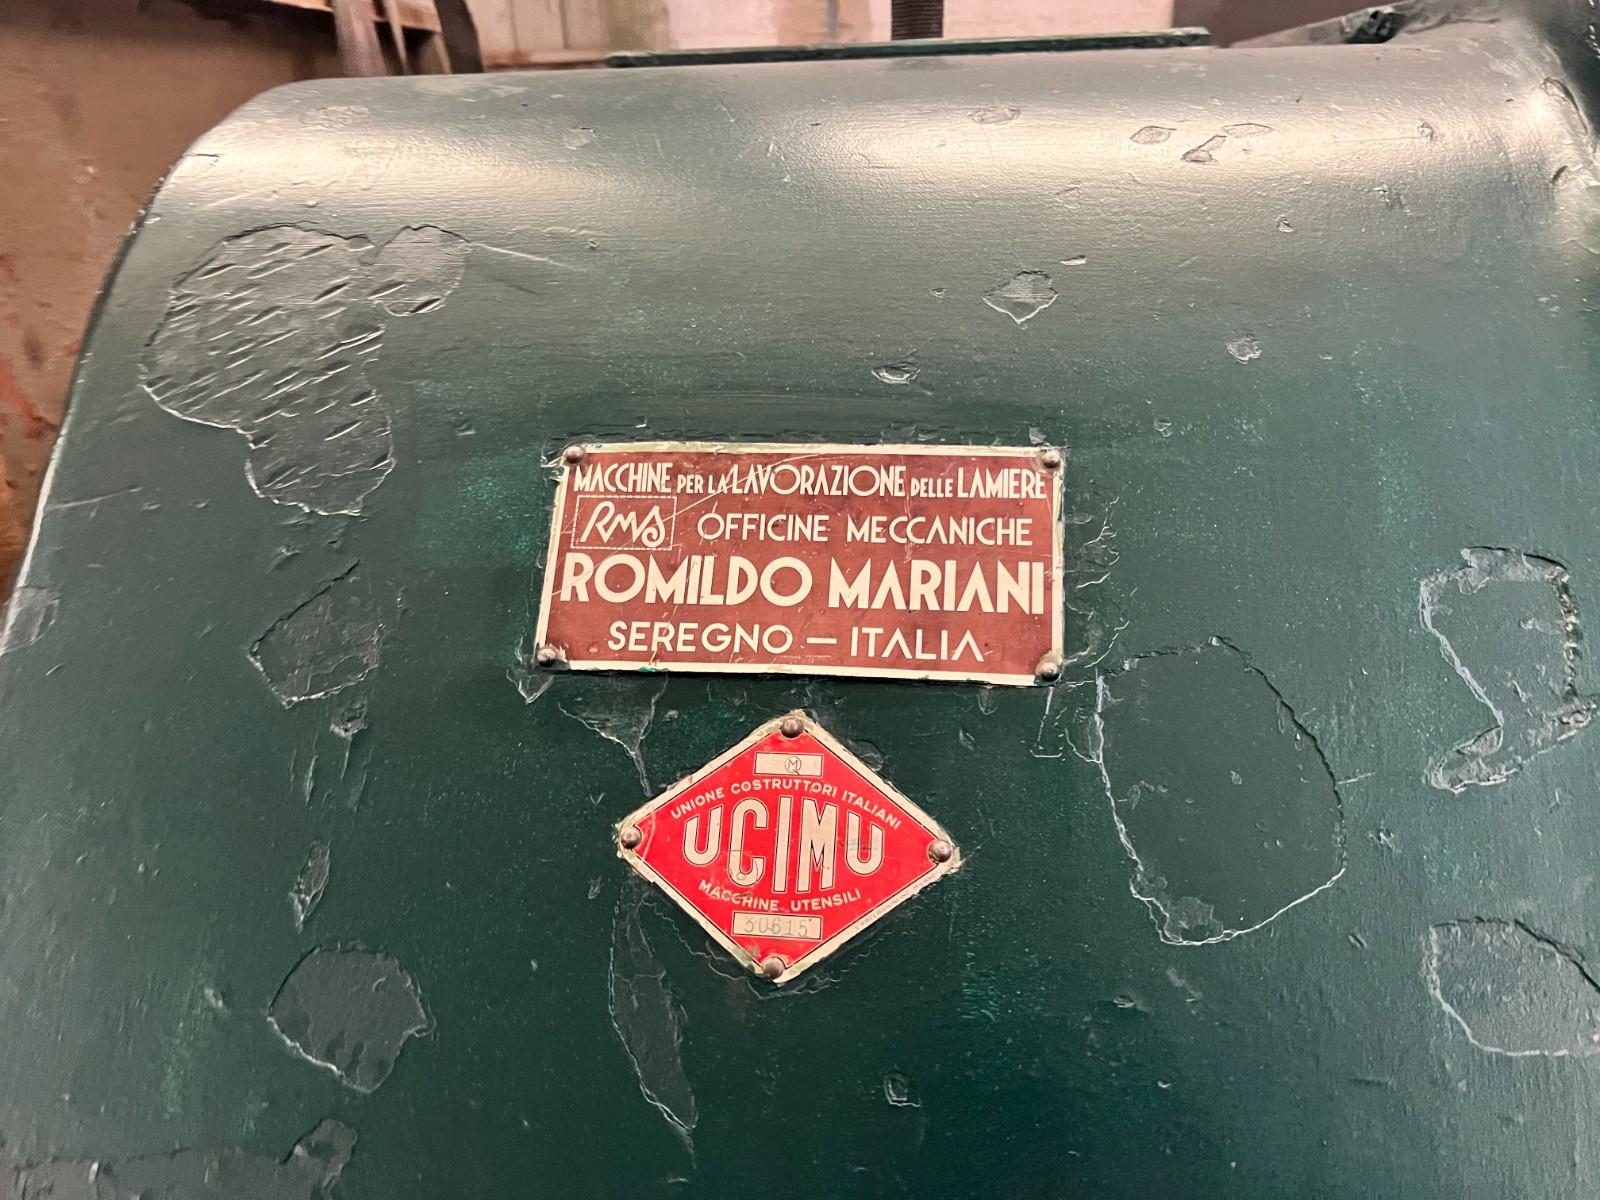 MACCHINE PER LA LAVORAZIONE DELLE LAMIERE
RMS OFFICINE MECCANICHE
ROMILDO MARIANI
SEREGNO — ITALIA
M
UNIONE COSTRUTTORI ITALIANI
UCIMU
MACCHINE UTENSILI
30615